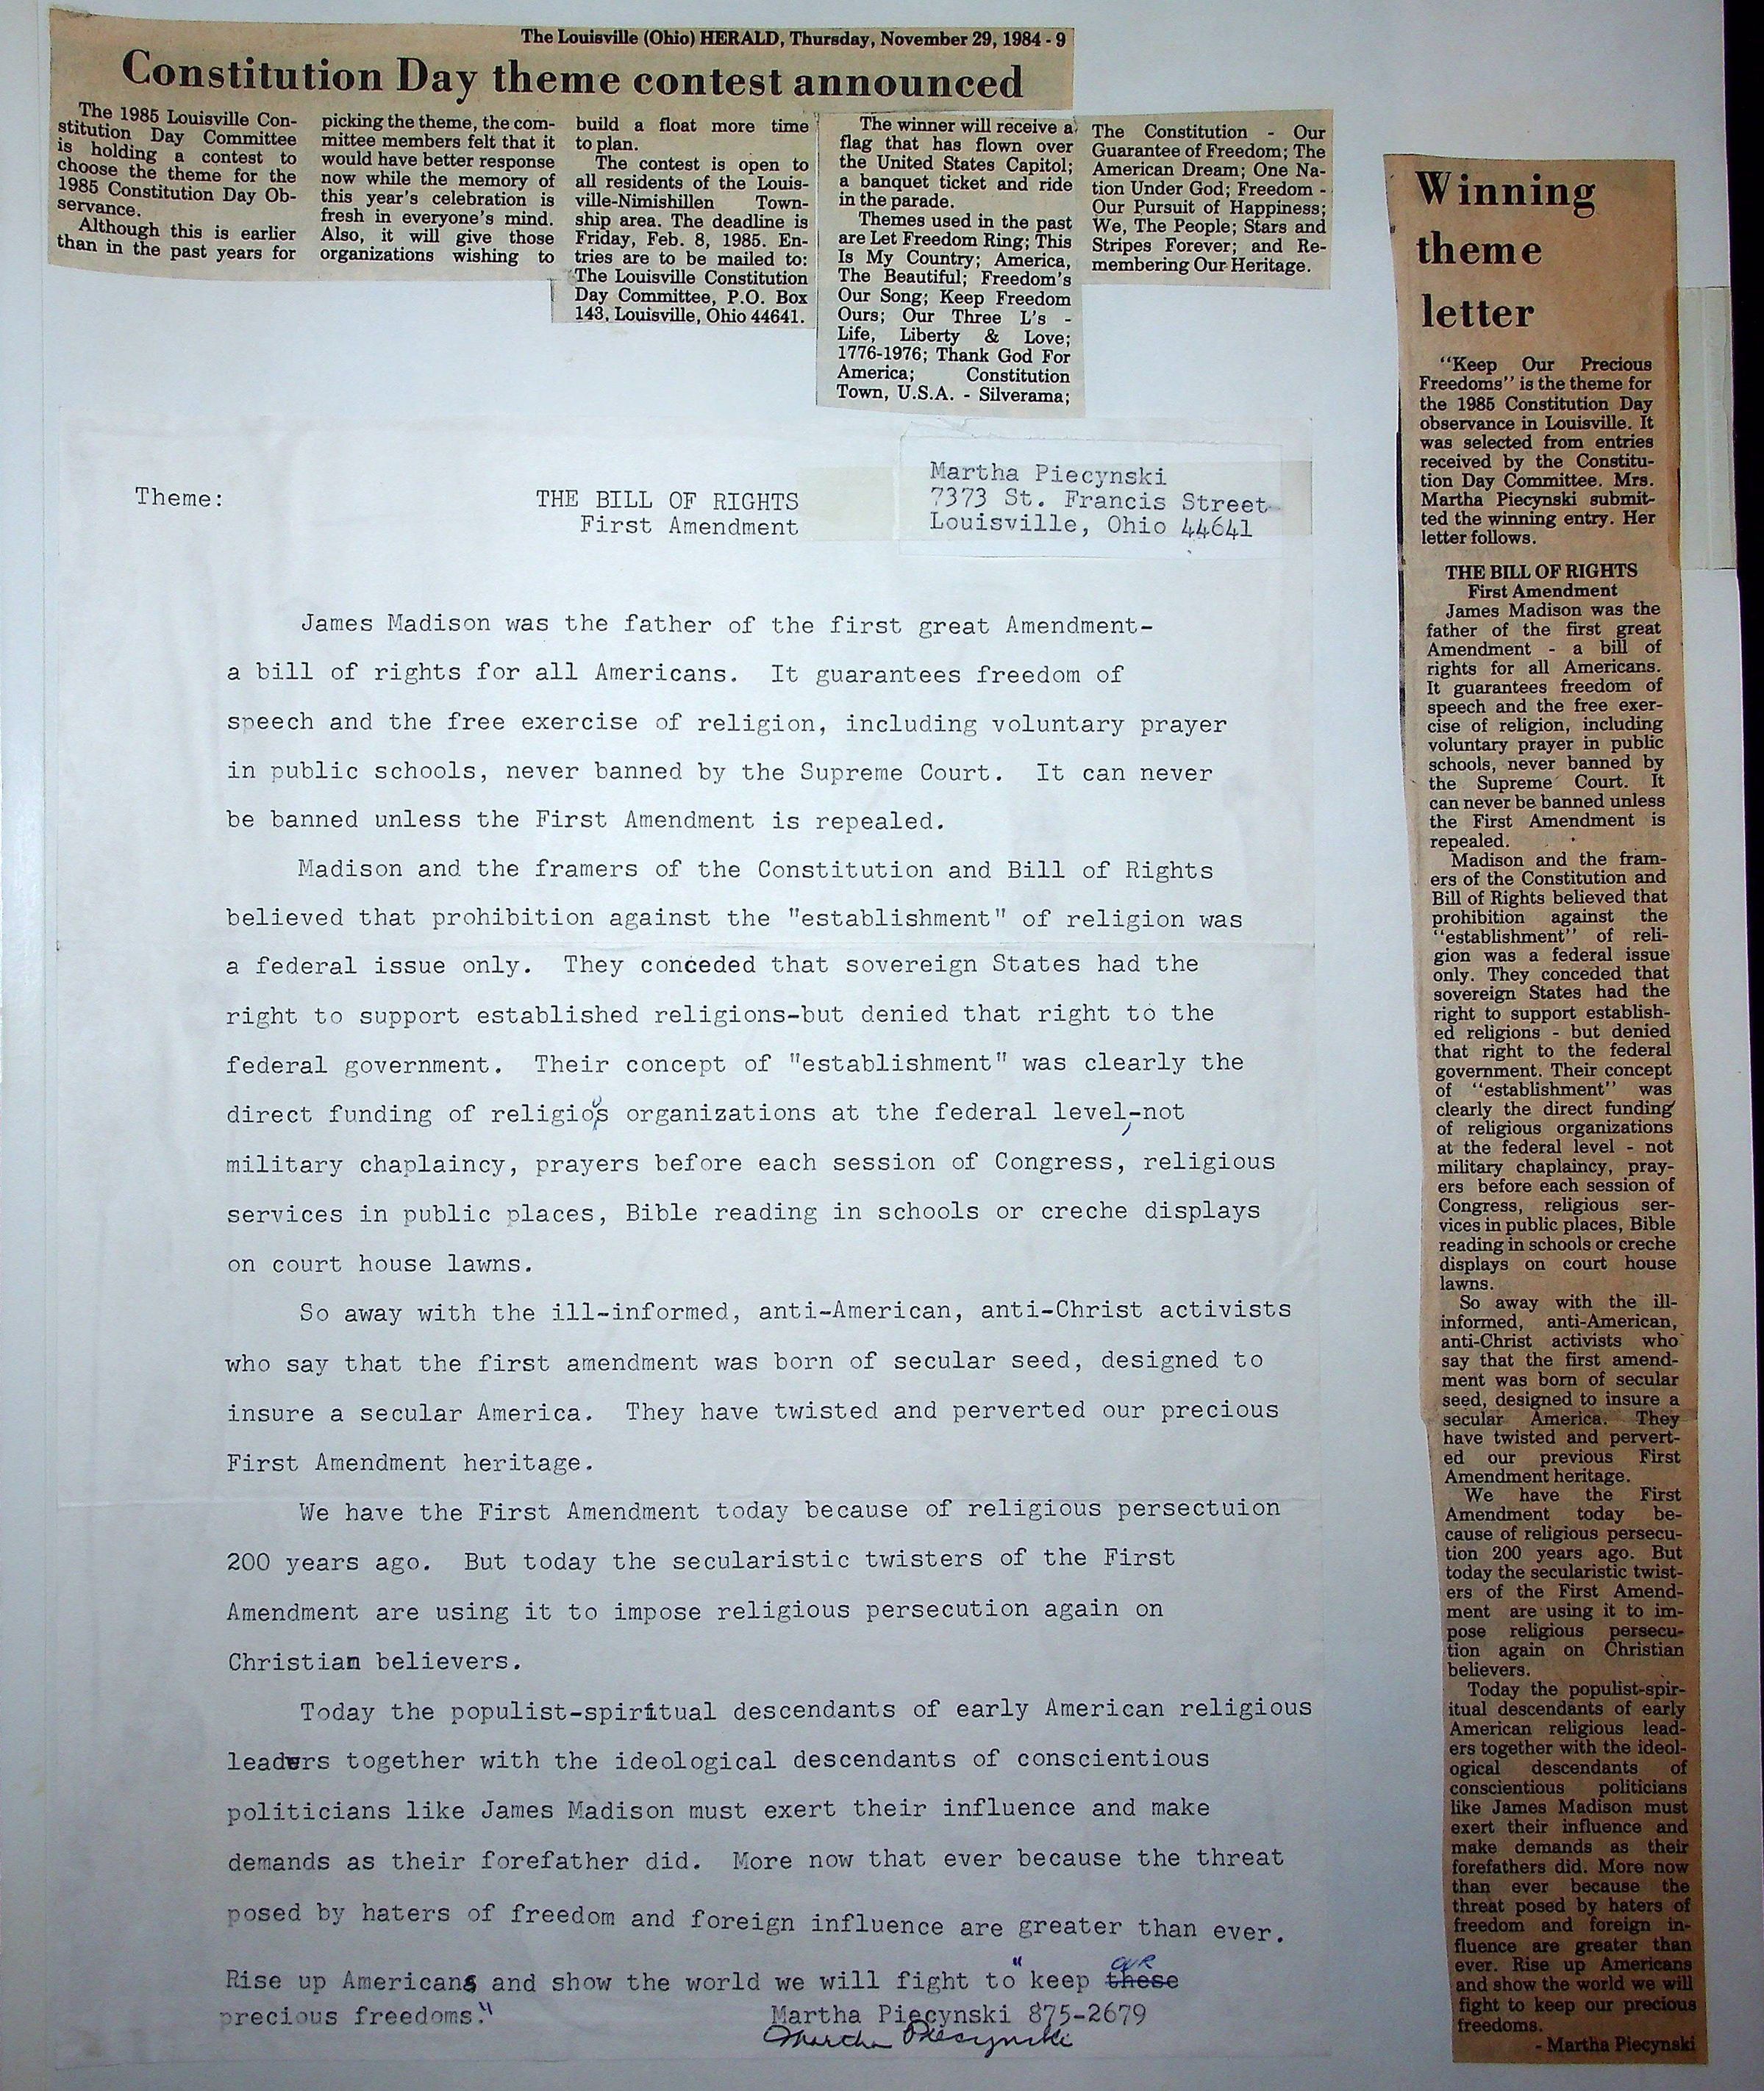 The Louisville (Ohio) HERALD, Thursday, November 29, 1984 - 9
Constitution Day theme contest announced
The 1985 Louisville Con-
stitution Day Committee
is holding a contest to
choose the theme for the
1985 Constitution Day Ob-
servance.
Although this is earlier
than in the past years for
picking the theme, the com-
mittee members felt that it
would have better response
now while the memory of
this year's celebration is
fresh in everyone's mind.
Also, it will give those
organizations wishing to
build a float more time
to plan.
The contest is open to
all residents of the Louis-
ville-Nimishillen Town-
ship area. The deadline is
Friday, Feb. 8, 1985. En-
tries are to be mailed to:
The Louisville Constitution
Day Committee, P.O. Box
143, Louisville, Ohio 44641.
The winner will receive a
flag that has flown over
the United States Capitol;
a banquet ticket and ride
in the parade.
Themes used in the past
are Let Freedom Ring; This
Is My Country; America,
The Beautiful; Freedom's
Our Song; Keep Freedom
Ours; Our Three L's -
Life, Liberty & Love;
1776-1976; Thank God For
America; Constitution
Town, U.S.A. - Silverama;
The Constitution - Our
Guarantee of Freedom; The
American Dream; One Na-
tion Under God; Freedom -
Our Pursuit of Happiness;
We, The People; Stars and
Stripes Forever; and Re-
membering Our Heritage.
Theme:
THE BILL OF RIGHTS
First Amendment
Martha Piecynski
7373 St. Francis Street
Louisville, Ohio 44641
James Madison was the father of the first great Amendment-
a bill of rights for all Americans. It guarantees freedom of
speech and the free exercise of religion, including voluntary prayer
in public schools, never banned by the Supreme Court. It can never
be banned unless the First Amendment is repealed.
Madison and the framers of the Constitution and Bill of Rights
believed that prohibition against the "establishment" of religion was
a federal issue only. They conceded that sovereign States had the
right to support established religions-but denied that right to the
federal government. Their concept of "establishment" was clearly the
direct funding of religious organizations at the federal level,-not
military chaplaincy, prayers before each session of Congress, religious
services in public places, Bible reading in schools or creche displays
on court house lawns.
So away with the ill-informed, anti-American, anti-Christ activists
who say that the first amendment was born of secular seed, designed to
insure a secular America. They have twisted and perverted our precious
First Amendment heritage.
We have the First Amendment today because of religious persectuion
200 years ago. But today the secularistic twisters of the First
Amendment are using it to impose religious persecution again on
Christian believers.
Today the populist-spiritual descendants of early American religious
leaders together with the ideological descendants of conscientious
politicians like James Madison must exert their influence and make
demands as their forefather did. More now that ever because the threat
posed by haters of freedom and foreign influence are greater than ever.
Rise up Americans and show the world we will fight to "keep these OUR
precious freedoms."
Martha Piecynski 875-2679
Martha Piecynski
Winning
theme
letter
"Keep Our Precious
Freedoms" is the theme for
the 1985 Constitution Day
observance in Louisville. It
was selected from entries
received by the Constitu-
tion Day Committee. Mrs.
Martha Piecynski submit-
ted the winning entry. Her
letter follows.
THE BILL OF RIGHTS
First Amendment
James Madison was the
father of the first great
Amendment - a bill of
rights for all Americans.
It guarantees freedom of
speech and the free exer-
cise of religion, including
voluntary prayer in public
schools, never banned by
the Supreme Court. It
can never be banned unless
the First Amendment is
repealed.
Madison and the fram-
ers of the Constitution and
Bill of Rights believed that
prohibition against the
"establishment" of reli-
gion was a federal issue
only. They conceded that
sovereign States had the
right to support establish-
ed religions - but denied
that right to the federal
government. Their concept
of "establishment" was
clearly the direct funding
of religious organizations
at the federal level - not
military chaplaincy, pray-
ers before each session of
Congress, religious ser-
vices in public places, Bible
reading in schools or creche
displays on court house
lawns.
So away with the ill-
informed, anti-American,
anti-Christ activists who
say that the first amend-
ment was born of secular
seed, designed to insure a
secular America. They
have twisted and pervert-
ed our previous First
Amendment heritage.
We have the First
Amendment today be-
cause of religious persecu-
tion 200 years ago. But
today the secularistic twist-
ers of the First Amend-
ment are using it to im-
pose religious persecu-
tion again on Christian
believers.
Today the populist-spir-
itual descendants of early
American religious lead-
ers together with the ideol-
ogical descendants of
conscientious politicians
like James Madison must
exert their influence and
make demands as their
forefathers did. More now
than ever because the
threat posed by haters of
freedom and foreign in-
fluence are greater than
ever. Rise up Americans
and show the world we will
fight to keep our precious
freedoms.
- Martha Piecynski